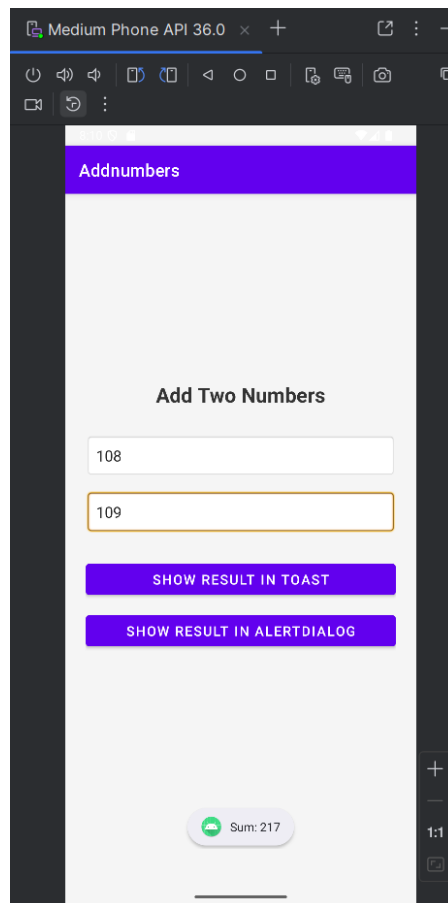 Medium Phone API 36.0
Addnumbers
Add Two Numbers
108
109
SHOW RESULT IN TOAST
SHOW RESULT IN ALERTDIALOG
Sum: 217
1:1